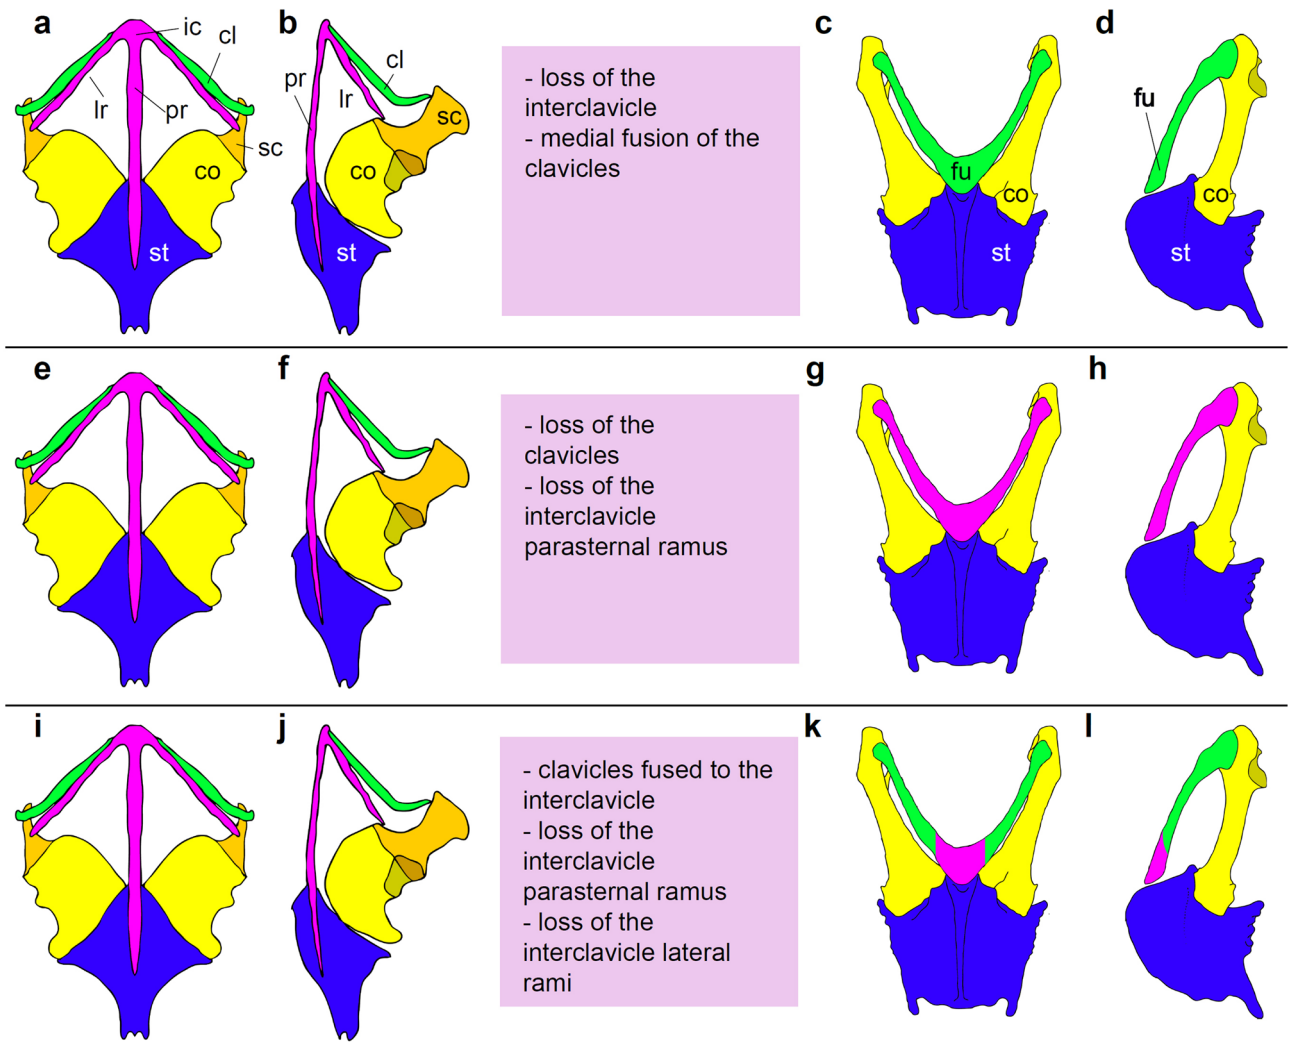 a
ic
cl
lr
pr
sc
co
st
b
pr
cl
lr
sc
co
st
- loss of the
interclavicle
- medial fusion of the
clavicles
c
fu
co
st
d
fu
co
st
e
f
- loss of the
clavicles
- loss of the
interclavicle
parasternal ramus
g
h
i
j
- clavicles fused to the
interclavicle
- loss of the
interclavicle
parasternal ramus
- loss of the
interclavicle lateral
rami
k
l